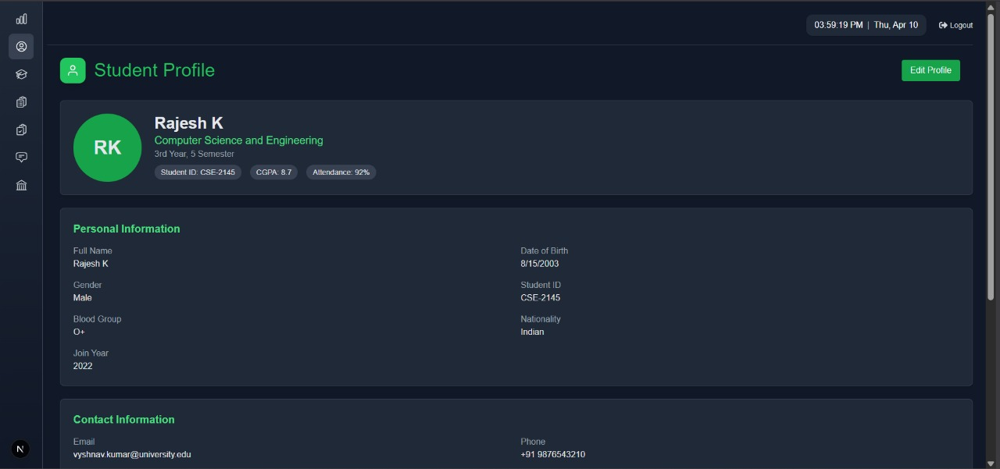 03:59:19 PM | Thu, Apr 10
Logout
Student Profile
Edit Profile
RK
Rajesh K
Computer Science and Engineering
3rd Year, 5 Semester
Student ID: CSE-2145 CGPA: 8.7 Attendance: 92%
Personal Information
Full Name
Rajesh K
Date of Birth
8/15/2003
Gender
Male
Student ID
CSE-2145
Blood Group
O+
Nationality
Indian
Join Year
2022
Contact Information
Email
vyshnav.kumar@university.edu
Phone
+91 9876543210
N